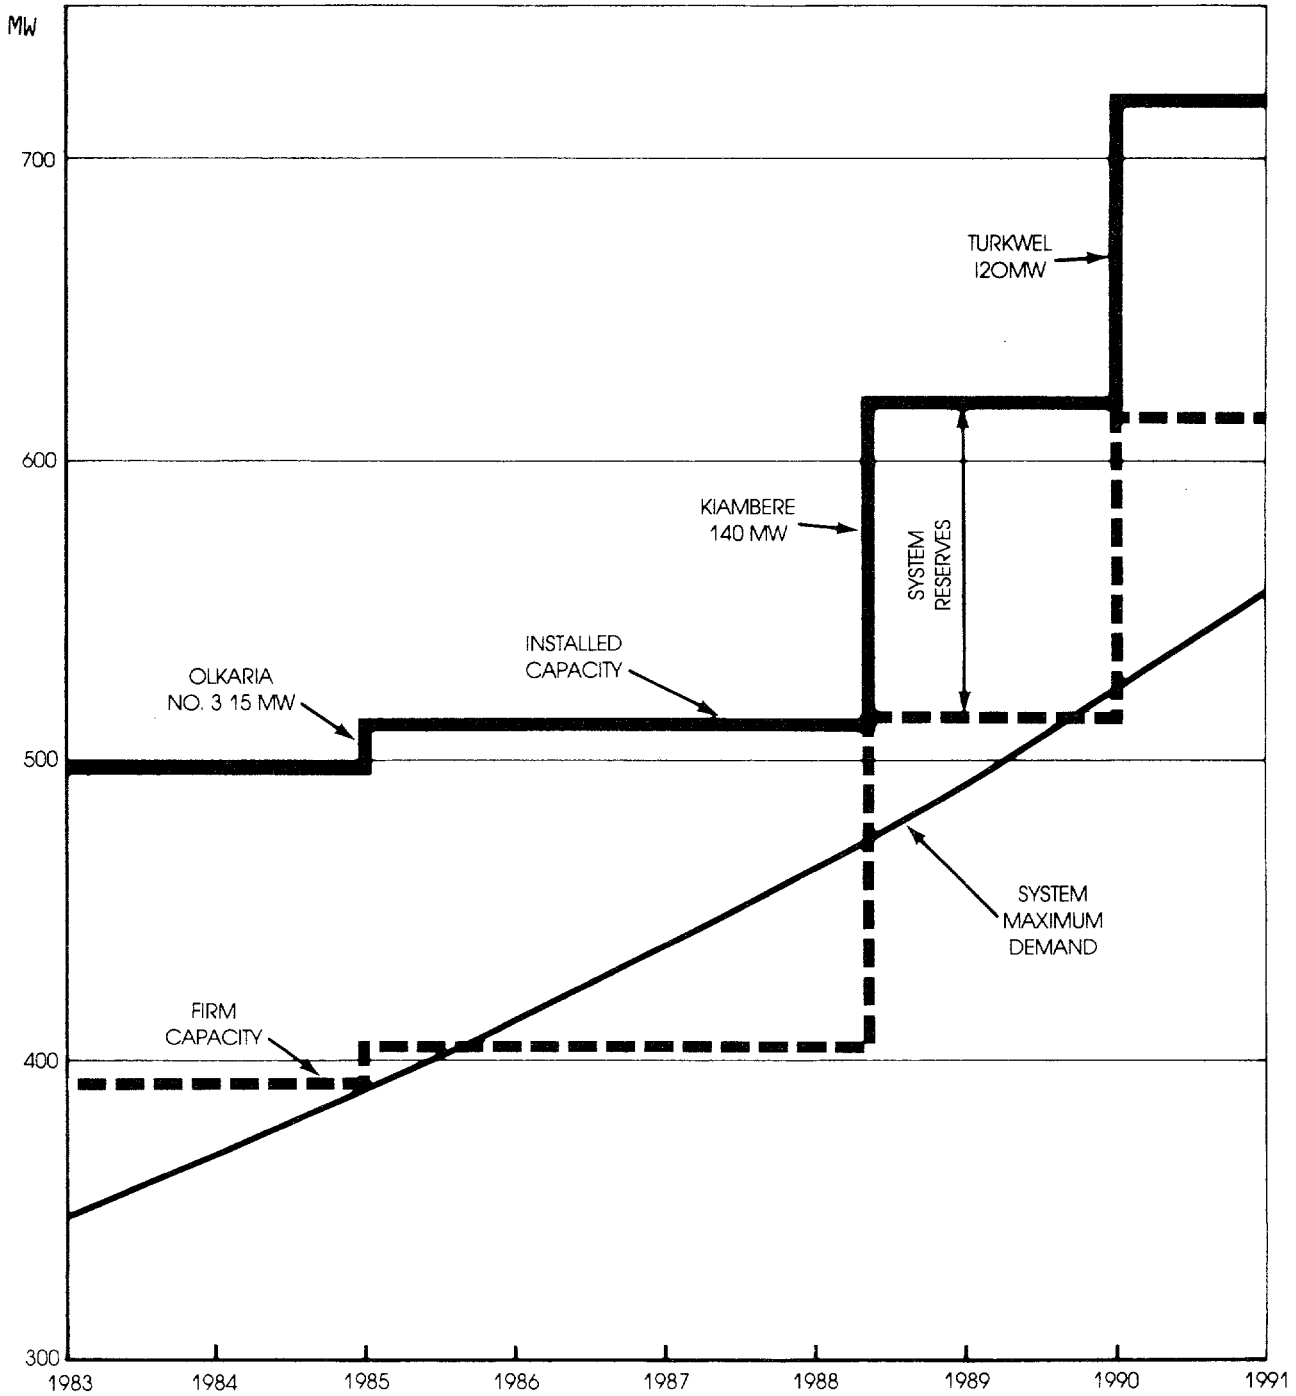 MW
700
TURKWEL
120MW
600
KIAMBERE
140 MW
SYSTEM
RESERVES
INSTALLED
CAPACITY
OLKARIA
NO. 3 15 MW
500
SYSTEM
MAXIMUM
DEMAND
FIRM
CAPACITY
400
300
1983 1984 1985 1986 1987 1988 1989 1990 1991